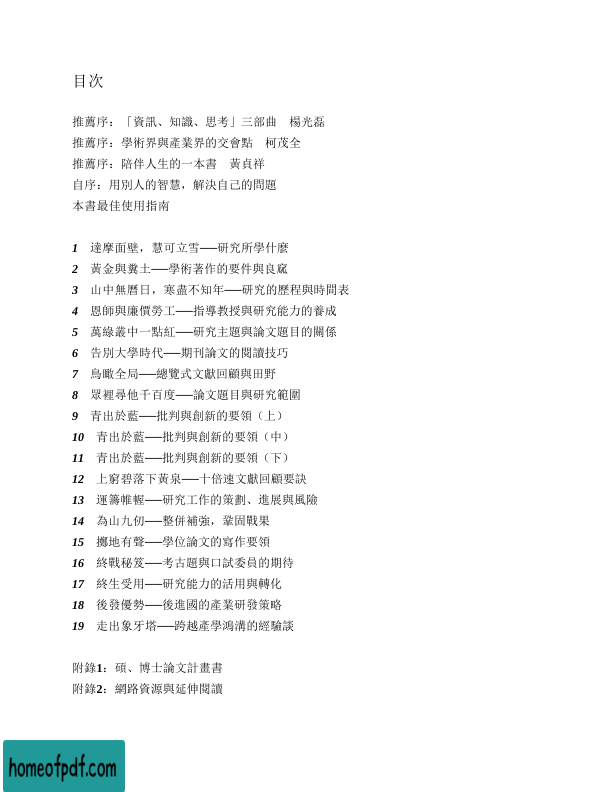 目次
推薦序：「資訊、知識、思考」三部曲　楊光磊
推薦序：學術界與產業界的交會點　柯茂全
推薦序：陪伴人生的一本書　黃貞祥
自序：用別人的智慧，解決自己的問題
本書最佳使用指南
1　達摩面壁，慧可立雪──研究所學什麼
2　黃金與糞土──學術著作的要件與良窳
3　山中無曆日，寒盡不知年──研究的歷程與時間表
4　恩師與廉價勞工──指導教授與研究能力的養成
5　萬綠叢中一點紅──研究主題與論文題目的關係
6　告別大學時代──期刊論文的閱讀技巧
7　鳥瞰全局──總覽式文獻回顧與田野
8　眾裡尋他千百度──論文題目與研究範圍
9　青出於藍──批判與創新的要領（上）
10　青出於藍──批判與創新的要領（中）
11　青出於藍──批判與創新的要領（下）
12　上窮碧落下黃泉──十倍速文獻回顧要訣
13　運籌帷幄──研究工作的策劃、進展與風險
14　為山九仞──整併補強，鞏固戰果
15　擲地有聲──學位論文的寫作要領
16　終戰秘笈──考古題與口試委員的期待
17　終生受用──研究能力的活用與轉化
18　後發優勢──後進國的產業研發策略
19　走出象牙塔──跨越產學鴻溝的經驗談
附錄1：碩、博士論文計畫書
附錄2：網路資源與延伸閱讀
homeofpdf.com